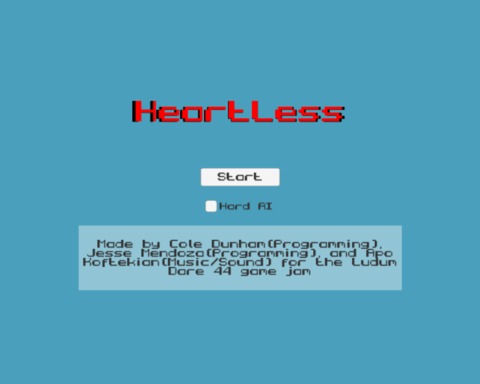 HeartLess
Start
Hard AI
Made by Cole Dunham(Programming),
Jesse Mendoza(Programming), and Apo
Koftekian(Music/Sound) for the Ludum
Dare 44 game jam